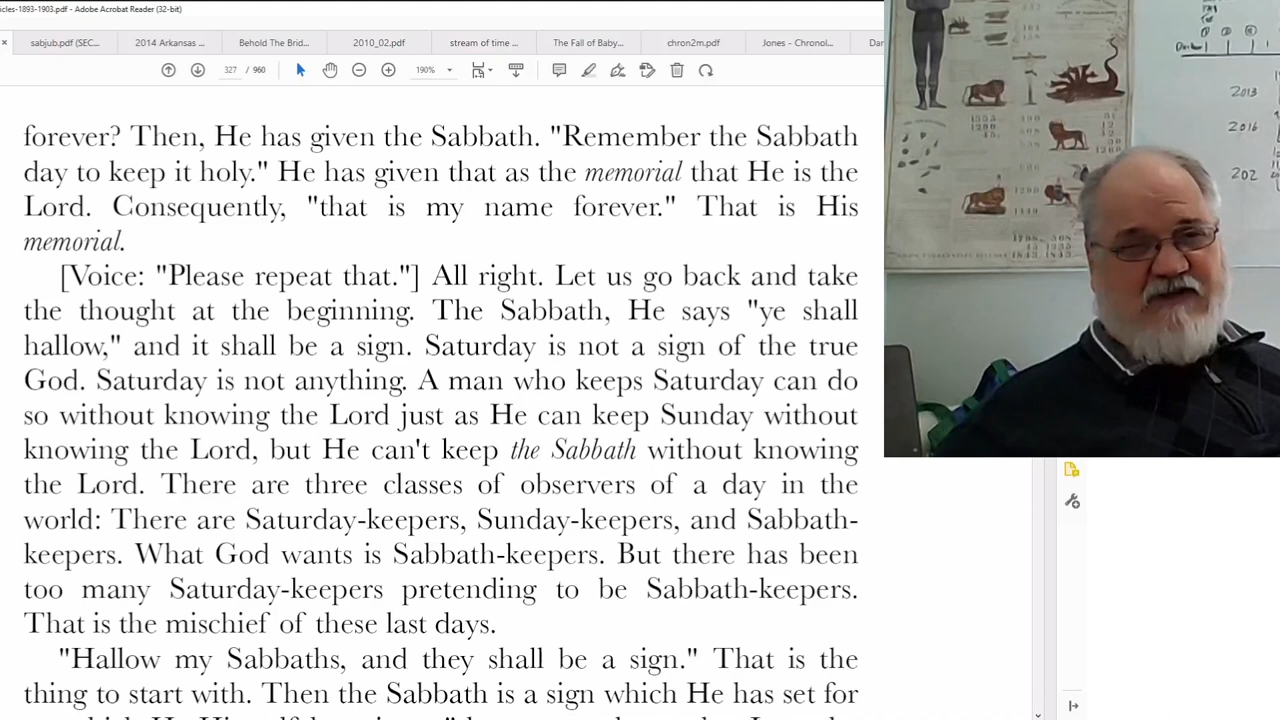 icles-1893-1903.pdf - Adobe Acrobat Reader (32-bit)
sabjub.pdf (SEC...
2014 Arkansas ...
Behold The Brid...
2010_02.pdf
stream of time ...
The Fall of Baby...
chron2m.pdf
Jones - Chronol...
Dar
327 / 960
190%
forever? Then, He has given the Sabbath. "Remember the Sabbath
day to keep it holy." He has given that as the memorial that He is the
Lord. Consequently, "that is my name forever." That is His
memorial.
[Voice: "Please repeat that."] All right. Let us go back and take
the thought at the beginning. The Sabbath, He says "ye shall
hallow," and it shall be a sign. Saturday is not a sign of the true
God. Saturday is not anything. A man who keeps Saturday can do
so without knowing the Lord just as He can keep Sunday without
knowing the Lord, but He can't keep the Sabbath without knowing
the Lord. There are three classes of observers of a day in the
world: There are Saturday-keepers, Sunday-keepers, and Sabbath-
keepers. What God wants is Sabbath-keepers. But there has been
too many Saturday-keepers pretending to be Sabbath-keepers.
That is the mischief of these last days.
"Hallow my Sabbaths, and they shall be a sign." That is the
thing to start with. Then the Sabbath is a sign which He has set for
2013
2016
202